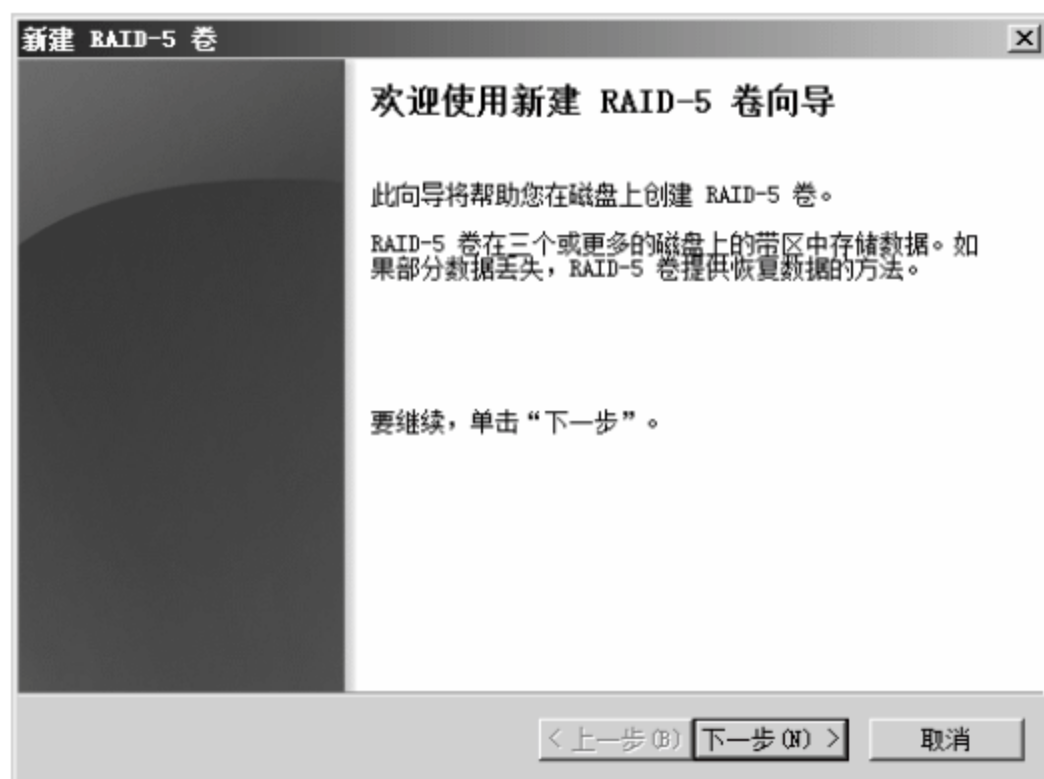 新建 RAID-5 卷
欢迎使用新建 RAID-5 卷向导
此向导将帮助您在磁盘上创建 RAID-5 卷。
RAID-5 卷在三个或更多的磁盘上的带区中存储数据。如
果部分数据丢失，RAID-5 卷提供恢复数据的方法。
要继续，单击“下一步”。
< 上一步(B) 下一步(N) > 取消